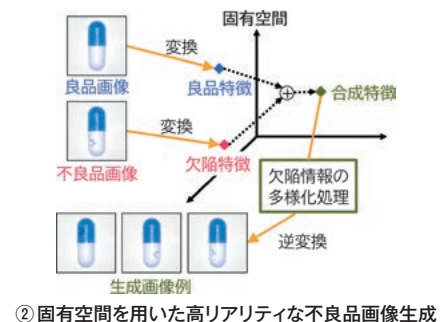 固有空間
変換
良品画像
良品特徴
合成特徴
変換
不良品画像
欠陥特徴
欠陥情報の
多様化処理
逆変換
生成画像例
②固有空間を用いた高リアリティな不良品画像生成